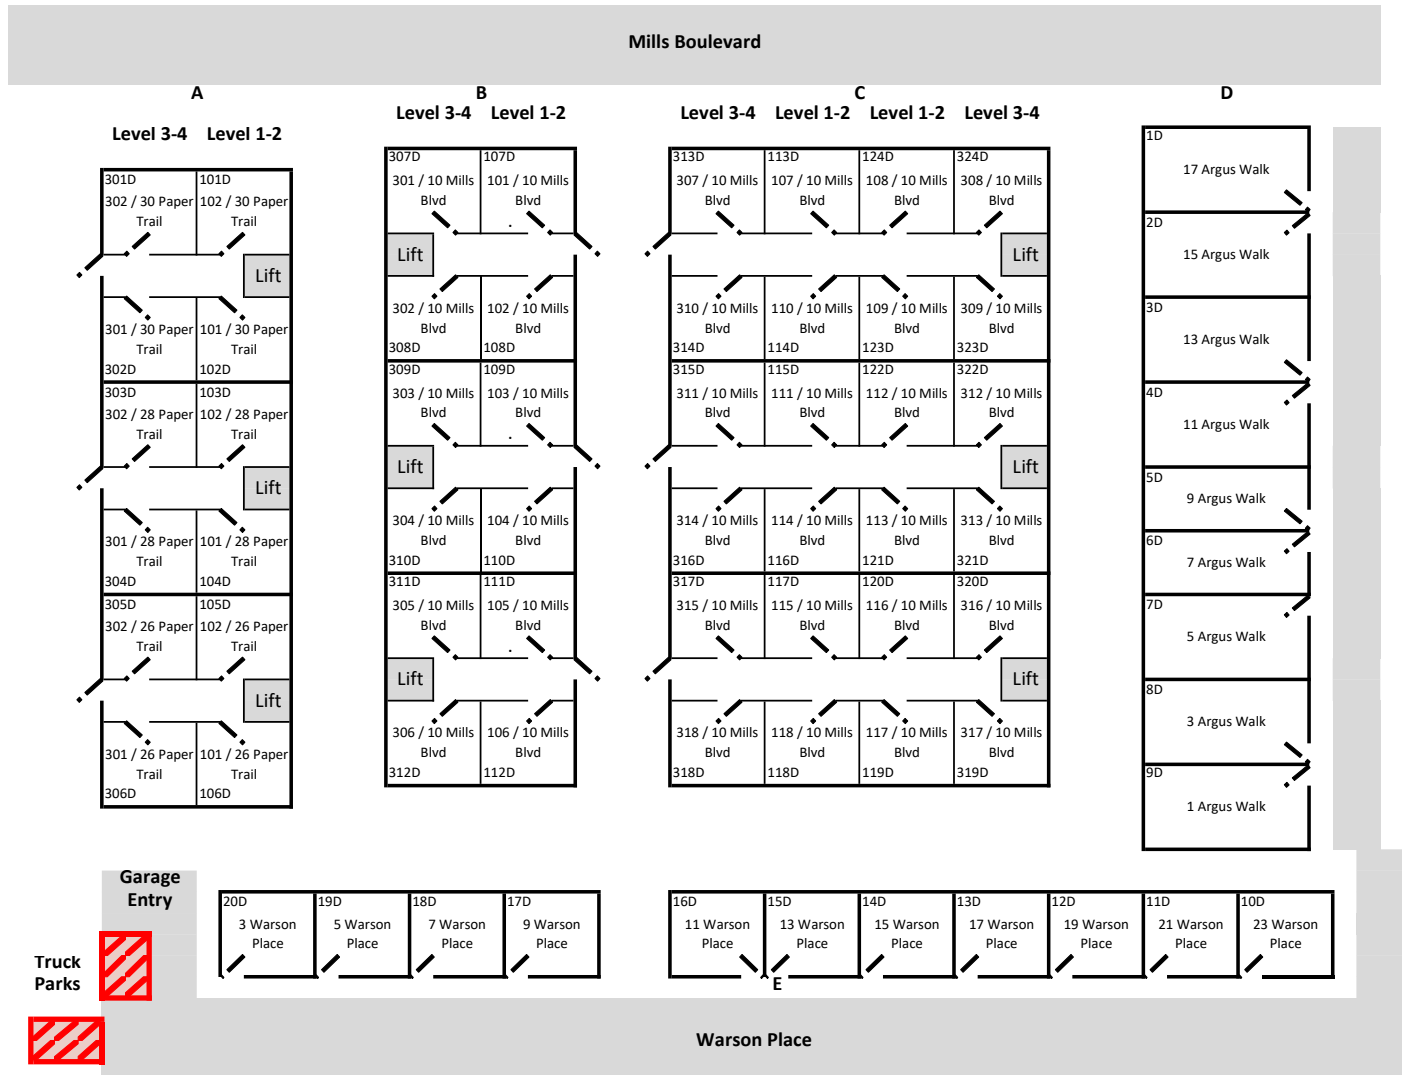 Mills Boulevard
A
Level 3-4 Level 1-2
301D 101D
302 / 30 Paper Trail
102 / 30 Paper Trail
Lift
301 / 30 Paper Trail
101 / 30 Paper Trail
302D 102D
303D 103D
302 / 28 Paper Trail
102 / 28 Paper Trail
Lift
301 / 28 Paper Trail
101 / 28 Paper Trail
304D 104D
305D 105D
302 / 26 Paper Trail
102 / 26 Paper Trail
Lift
301 / 26 Paper Trail
101 / 26 Paper Trail
306D 106D
B
Level 3-4 Level 1-2
307D 107D
301 / 10 Mills Blvd
101 / 10 Mills Blvd
Lift
302 / 10 Mills Blvd
102 / 10 Mills Blvd
308D 108D
309D 109D
303 / 10 Mills Blvd
103 / 10 Mills Blvd
Lift
304 / 10 Mills Blvd
104 / 10 Mills Blvd
310D 110D
311D 111D
305 / 10 Mills Blvd
105 / 10 Mills Blvd
Lift
306 / 10 Mills Blvd
106 / 10 Mills Blvd
312D 112D
C
Level 3-4 Level 1-2 Level 1-2 Level 3-4
313D 113D 124D 324D
307 / 10 Mills Blvd
107 / 10 Mills Blvd
108 / 10 Mills Blvd
308 / 10 Mills Blvd
Lift
310 / 10 Mills Blvd
110 / 10 Mills Blvd
109 / 10 Mills Blvd
309 / 10 Mills Blvd
314D 114D 123D 323D
315D 115D 122D 322D
311 / 10 Mills Blvd
111 / 10 Mills Blvd
112 / 10 Mills Blvd
312 / 10 Mills Blvd
Lift
314 / 10 Mills Blvd
114 / 10 Mills Blvd
113 / 10 Mills Blvd
313 / 10 Mills Blvd
316D 116D 121D 321D
317D 117D 120D 320D
315 / 10 Mills Blvd
115 / 10 Mills Blvd
116 / 10 Mills Blvd
316 / 10 Mills Blvd
Lift
318 / 10 Mills Blvd
118 / 10 Mills Blvd
117 / 10 Mills Blvd
317 / 10 Mills Blvd
318D 118D 119D 319D
D
1D
17 Argus Walk
2D
15 Argus Walk
3D
13 Argus Walk
4D
11 Argus Walk
5D
9 Argus Walk
6D
7 Argus Walk
7D
5 Argus Walk
8D
3 Argus Walk
9D
1 Argus Walk
Garage
Entry
Truck
Parks
20D
3 Warson
Place
19D
5 Warson
Place
18D
7 Warson
Place
17D
9 Warson
Place
16D
11 Warson
Place
15D
13 Warson
Place
14D
15 Warson
Place
13D
17 Warson
Place
12D
19 Warson
Place
11D
21 Warson
Place
10D
23 Warson
Place
E
Warson Place